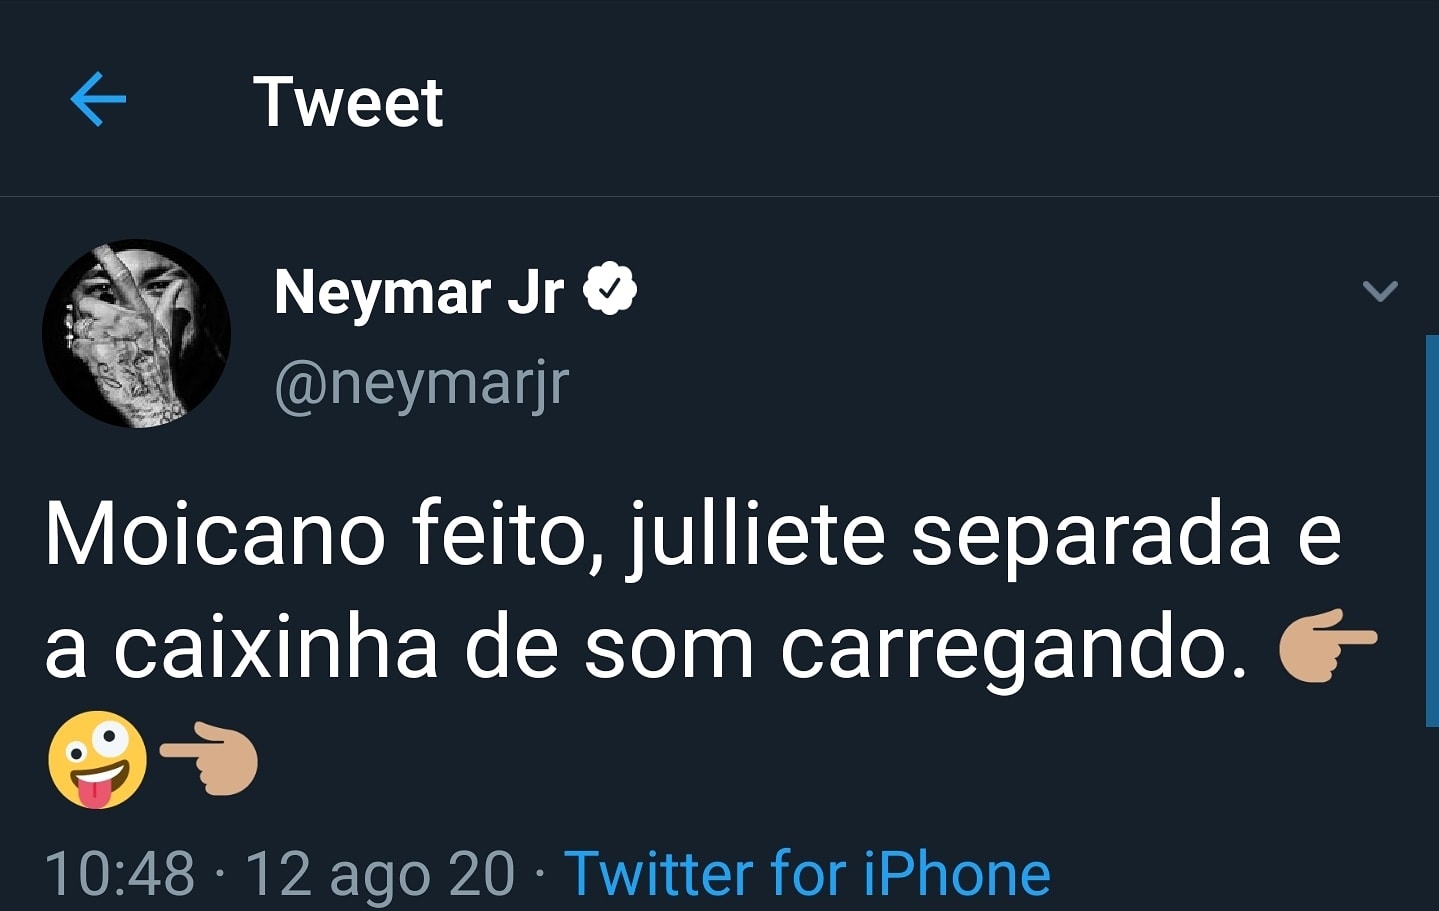 Tweet
Neymar Jr
@neymarjr
Moicano feito, julliete separada e
a caixinha de som carregando. 👉🏽
🤪👈🏽
10:48 · 12 ago 20 · Twitter for iPhone